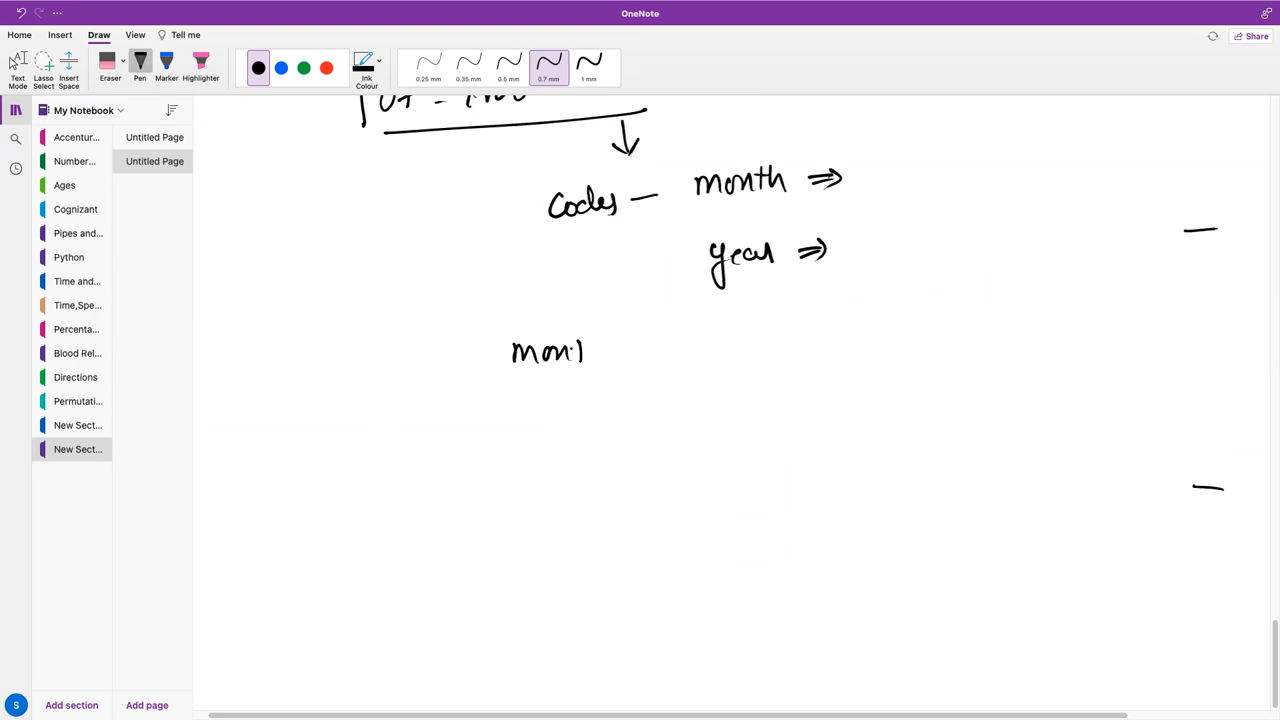 OneNote
Home Insert Draw View Tell me
Share
Text Mode
Lasso Select
Insert Space
Eraser
Pen
Marker
Highlighter
0.25 mm
0.35 mm
0.5 mm
0.7 mm
1 mm
Ink Colour
My Notebook
Accentur...
Number...
Ages
Cognizant
Pipes and...
Python
Time and...
Time,Spe...
Percenta...
Blood Rel...
Directions
Permutati...
New Sect...
New Sect...
Untitled Page
Untitled Page
codes — month ⇒
year ⇒
S
Add section
Add page